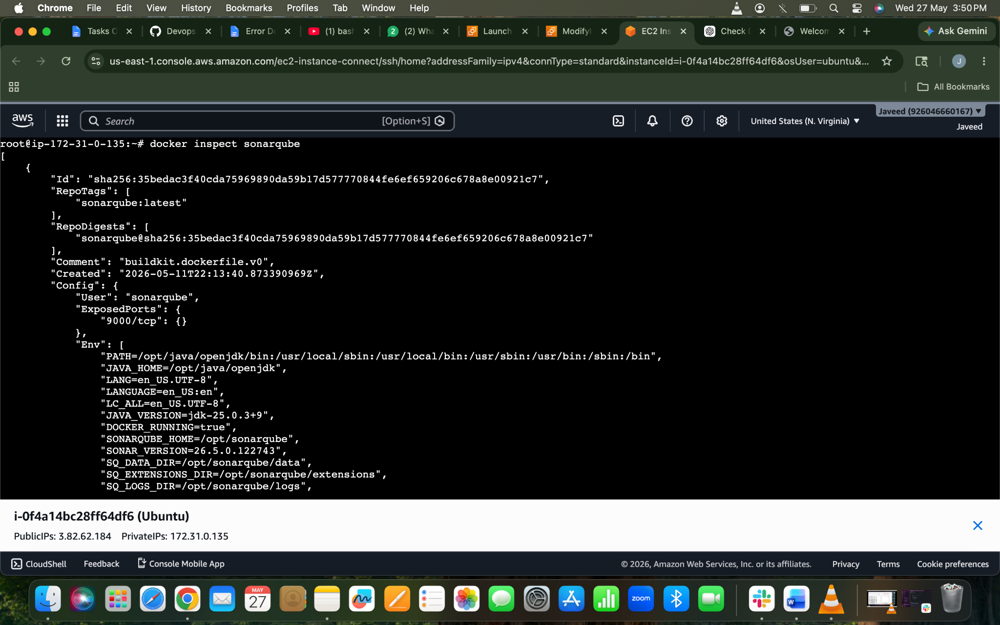 Chrome File Edit View History Bookmarks Profiles Tab Window Help Wed 27 May 3:50 PM
Tasks O Devops Error Do (1) bash 2 (2) Wha Launch Modify EC2 Ins Check D Welcom Ask Gemini
us-east-1.console.aws.amazon.com/ec2-instance-connect/ssh/home?addressFamily=ipv4&connType=standard&instanceId=i-0f4a14bc28ff64df6&osUser=ubuntu&... J
All Bookmarks
aws Search [Option+S] United States (N. Virginia) Javeed (926046660167)
Javeed
root@ip-172-31-0-135:~# docker inspect sonarqube
[
    {
        "Id": "sha256:35bedac3f40cda75969890da59b17d577770844fe6ef659206c678a8e00921c7",
        "RepoTags": [
            "sonarqube:latest"
        ],
        "RepoDigests": [
            "sonarqube@sha256:35bedac3f40cda75969890da59b17d577770844fe6ef659206c678a8e00921c7"
        ],
        "Comment": "buildkit.dockerfile.v0",
        "Created": "2026-05-11T22:13:40.873390969Z",
        "Config": {
            "User": "sonarqube",
            "ExposedPorts": {
                "9000/tcp": {}
            },
            "Env": [
                "PATH=/opt/java/openjdk/bin:/usr/local/sbin:/usr/local/bin:/usr/sbin:/usr/bin:/sbin:/bin",
                "JAVA_HOME=/opt/java/openjdk",
                "LANG=en_US.UTF-8",
                "LANGUAGE=en_US:en",
                "LC_ALL=en_US.UTF-8",
                "JAVA_VERSION=jdk-25.0.3+9",
                "DOCKER_RUNNING=true",
                "SONARQUBE_HOME=/opt/sonarqube",
                "SONAR_VERSION=26.5.0.122743",
                "SQ_DATA_DIR=/opt/sonarqube/data",
                "SQ_EXTENSIONS_DIR=/opt/sonarqube/extensions",
                "SQ_LOGS_DIR=/opt/sonarqube/logs",
i-0f4a14bc28ff64df6 (Ubuntu)
PublicIPs: 3.82.62.184 PrivateIPs: 172.31.0.135
CloudShell Feedback Console Mobile App © 2026, Amazon Web Services, Inc. or its affiliates. Privacy Terms Cookie preferences
MAY
27 zoom W